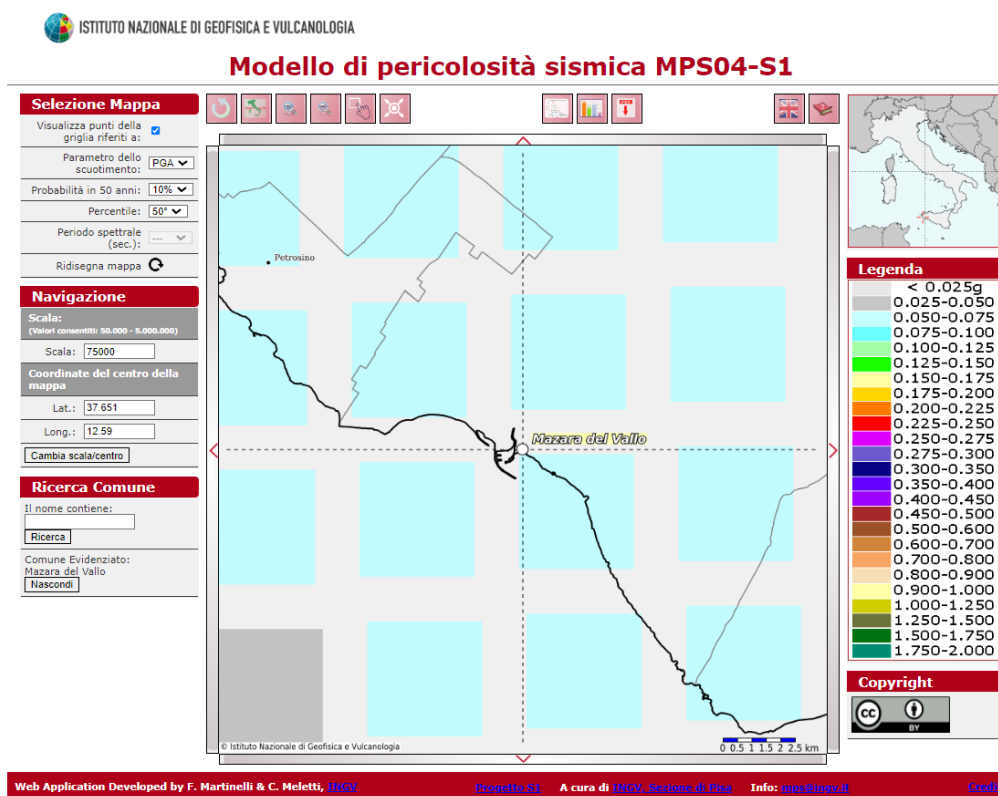 ISTITUTO NAZIONALE DI GEOFISICA E VULCANOLOGIA
Modello di pericolosità sismica MPS04-S1
Selezione Mappa
Visualizza punti della
griglia riferiti a:
Parametro dello
scuotimento: PGA
Probabilità in 50 anni: 10%
Percentile: 50°
Periodo spettrale
(sec.): ---
Ridisegna mappa
Navigazione
Scala:
(Valori consentiti: 50.000 - 5.000.000)
Scala: 75000
Coordinate del centro della
mappa
Lat.: 37.651
Long.: 12.59
Cambia scala/centro
Ricerca Comune
Il nome contiene:
Ricerca
Comune Evidenziato:
Mazara del Vallo
Nascondi
Petrosino
Mazara del Vallo
© Istituto Nazionale di Geofisica e Vulcanologia
0 0.5 1 1.5 2 2.5 km
Legenda
< 0.025g
0.025-0.050
0.050-0.075
0.075-0.100
0.100-0.125
0.125-0.150
0.150-0.175
0.175-0.200
0.200-0.225
0.225-0.250
0.250-0.275
0.275-0.300
0.300-0.350
0.350-0.400
0.400-0.450
0.450-0.500
0.500-0.600
0.600-0.700
0.700-0.800
0.800-0.900
0.900-1.000
1.000-1.250
1.250-1.500
1.500-1.750
1.750-2.000
Copyright
cc
BY
Web Application Developed by F. Martinelli & C. Meletti, INGV Progetto S1 A cura di INGV, Sezione di Pisa Info: mps@ingv.it Credi